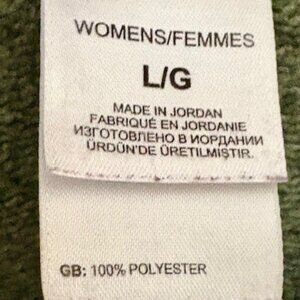 WOMENS/FEMMES
L/G
MADE IN JORDAN
FABRIQUÉ EN JORDANIE
ИЗГОТОВЛЕНО В ИОРДАНИИ
ÜRDÜN'DE ÜRETILMIŞTIR.
GB: 100% POLYESTER